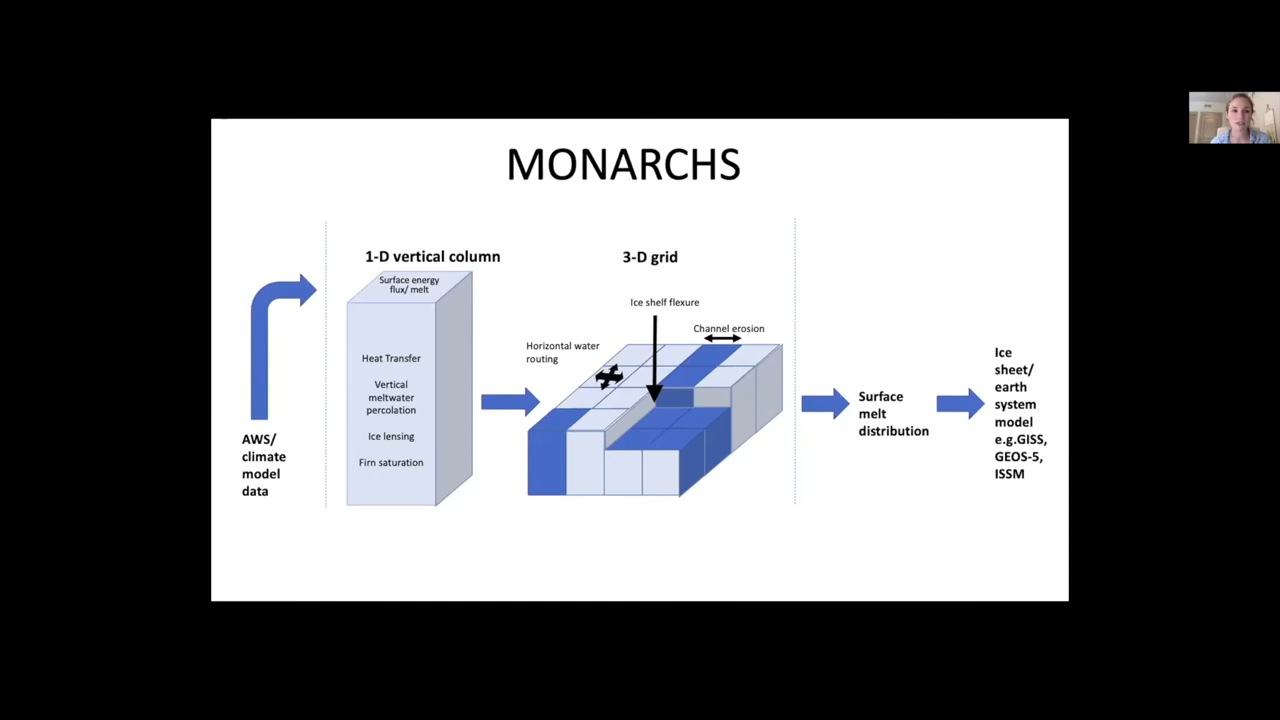 MONARCHS
1-D vertical column
3-D grid
Surface energy
flux/ melt
Heat Transfer
Vertical
meltwater
percolation
Ice lensing
Firn saturation
AWS/
climate
model
data
Ice shelf flexure
Channel erosion
Horizontal water
routing
Surface
melt
distribution
Ice
sheet/
earth
system
model
e.g.GISS,
GEOS-5,
ISSM